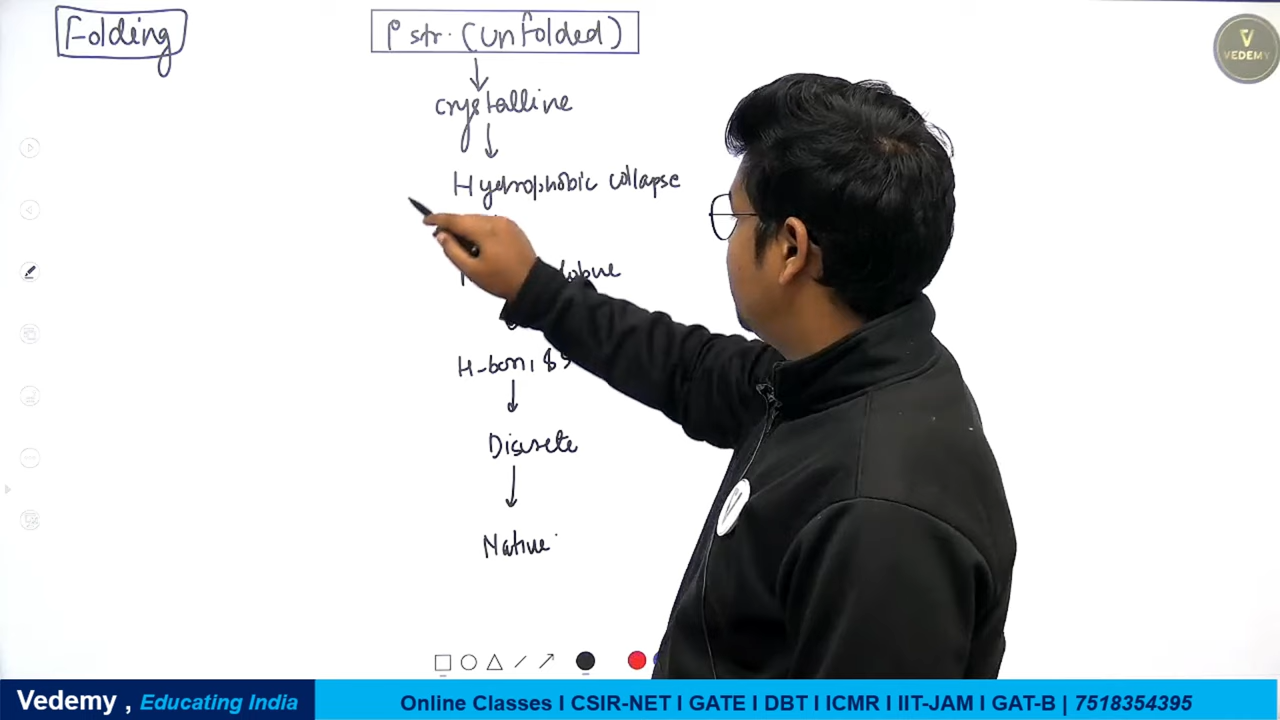 Folding
1° str. (Unfolded)
Crystalline
Hydrophobic collapse
H-bon, &
Discrete
Native
VEDEMY
Vedemy , Educating India
Online Classes I CSIR-NET I GATE I DBT I ICMR I IIT-JAM I GAT-B | 7518354395